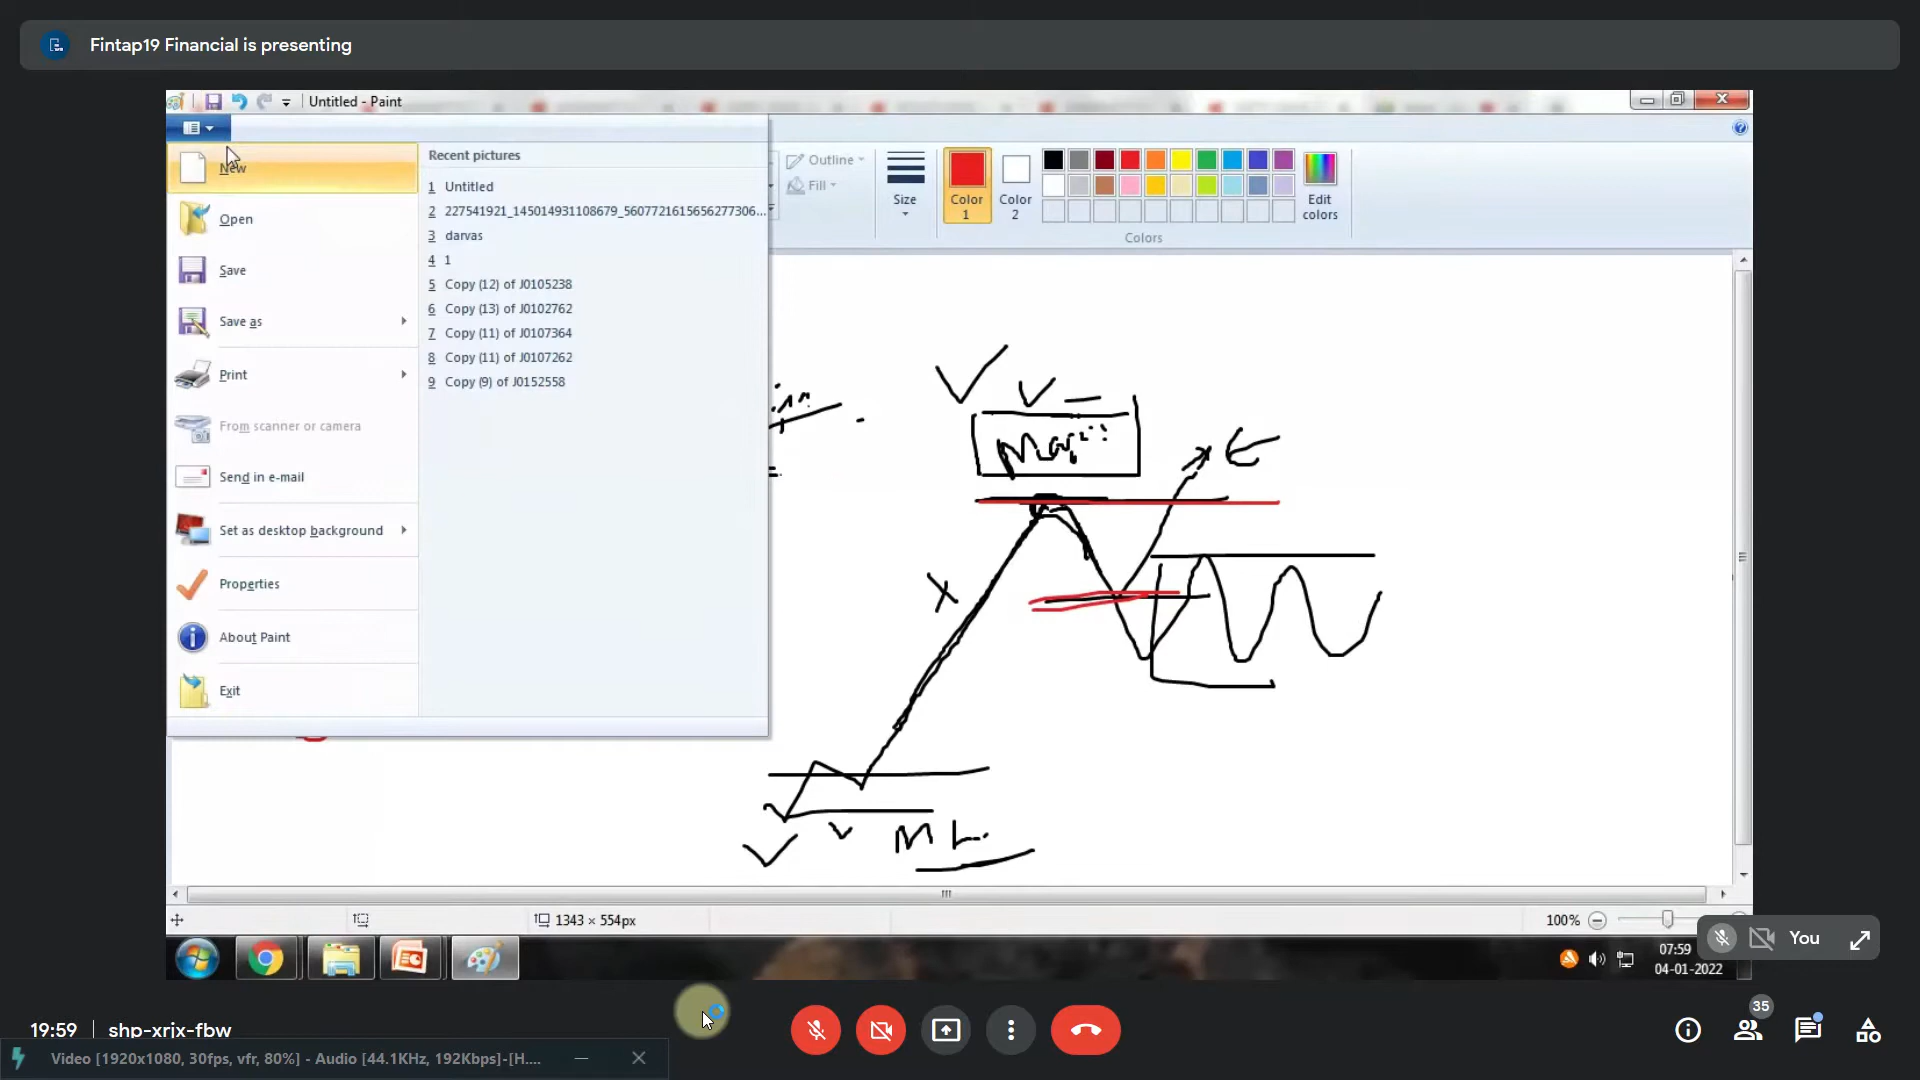 Fintap19 Financial is presenting
Untitled - Paint
New
Open
Save
Save as
Print
From scanner or camera
Send in e-mail
Set as desktop background
Properties
About Paint
Exit
Recent pictures
1 Untitled
2 227541921_145014931108679_5607721615656277306...
3 darvas
4 1
5 Copy (12) of J0105238
6 Copy (13) of J0102762
7 Copy (11) of J0107364
8 Copy (11) of J0107262
9 Copy (9) of J0152558
Outline
Fill
Size
Color 1
Color 2
Edit colors
Colors
X
E
M L..
1343 × 554px
100%
You
07:59
04-01-2022
35
19:59 | shp-xrjx-fbw
Video [1920x1080, 30fps, vfr, 80%] - Audio [44.1KHz, 192Kbps]-[H....